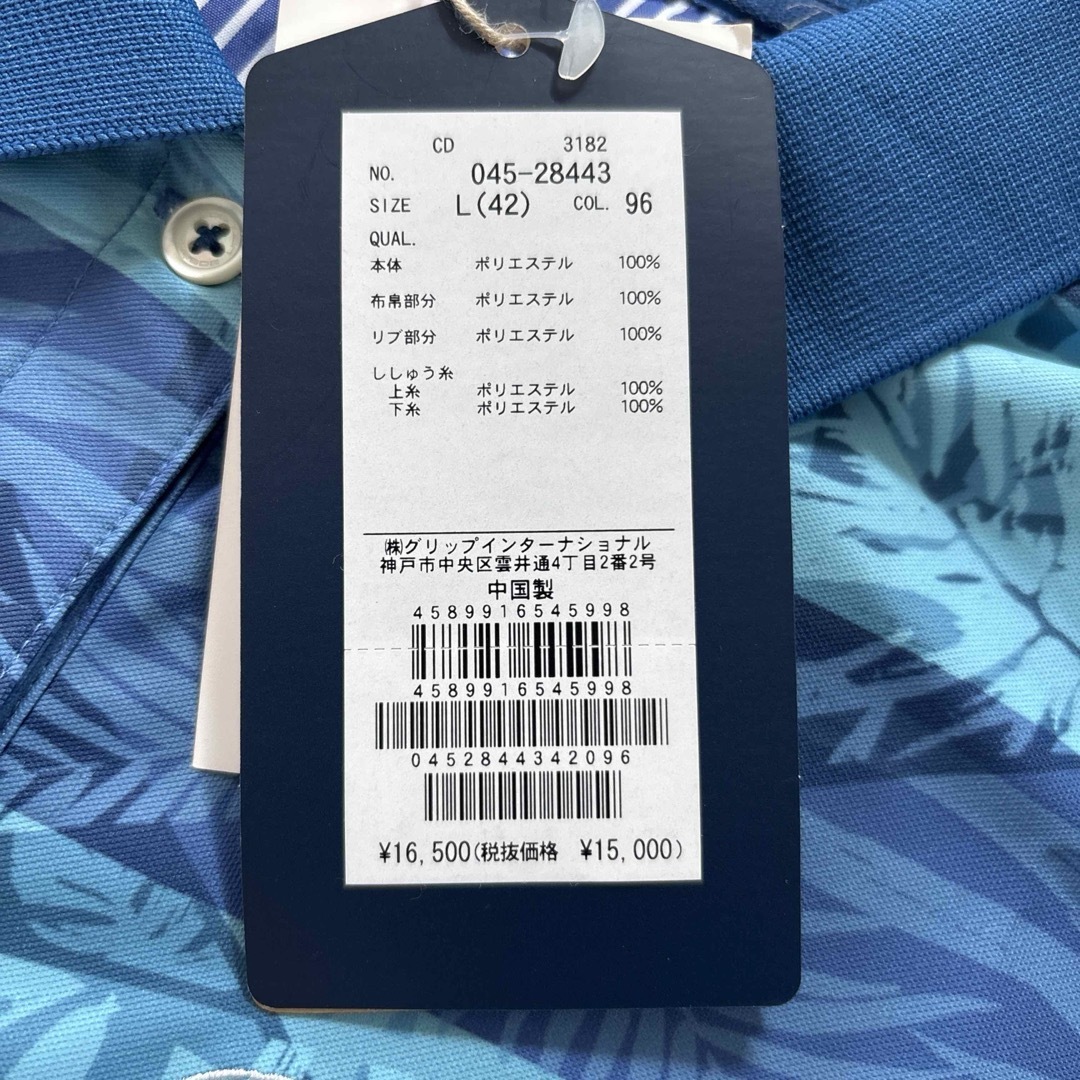 CD 3182
NO. 045-28443
SIZE L(42) COL. 96
QUAL.
本体 ポリエステル 100%
布帛部分 ポリエステル 100%
リブ部分 ポリエステル 100%
ししゅう糸
上糸 ポリエステル 100%
下糸 ポリエステル 100%
㈱グリップインターナショナル
神戸市中央区雲井通4丁目2番2号
中国製
4589916545998
4589916545998
0452844342096
¥16,500(税抜価格 ¥15,000)